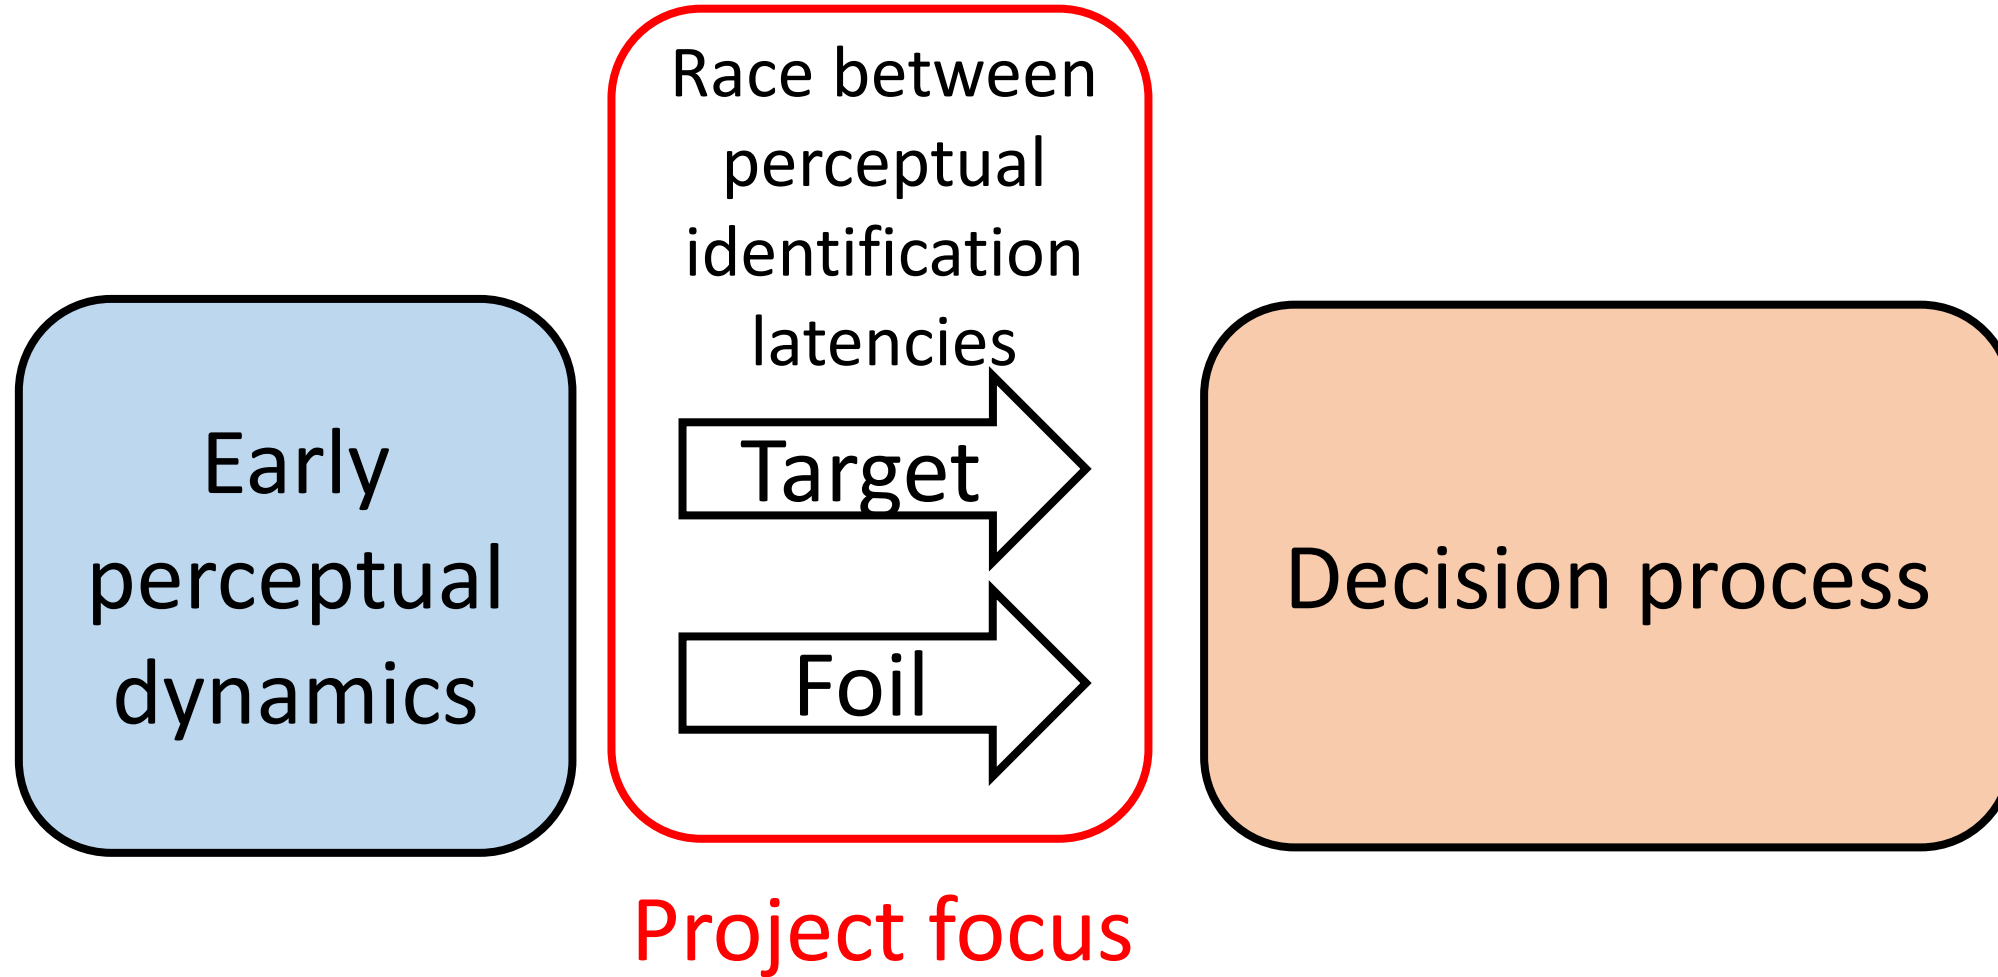 Early
perceptual
dynamics
Race between
perceptual
identification
latencies
Target
Foil
Decision process
Project focus